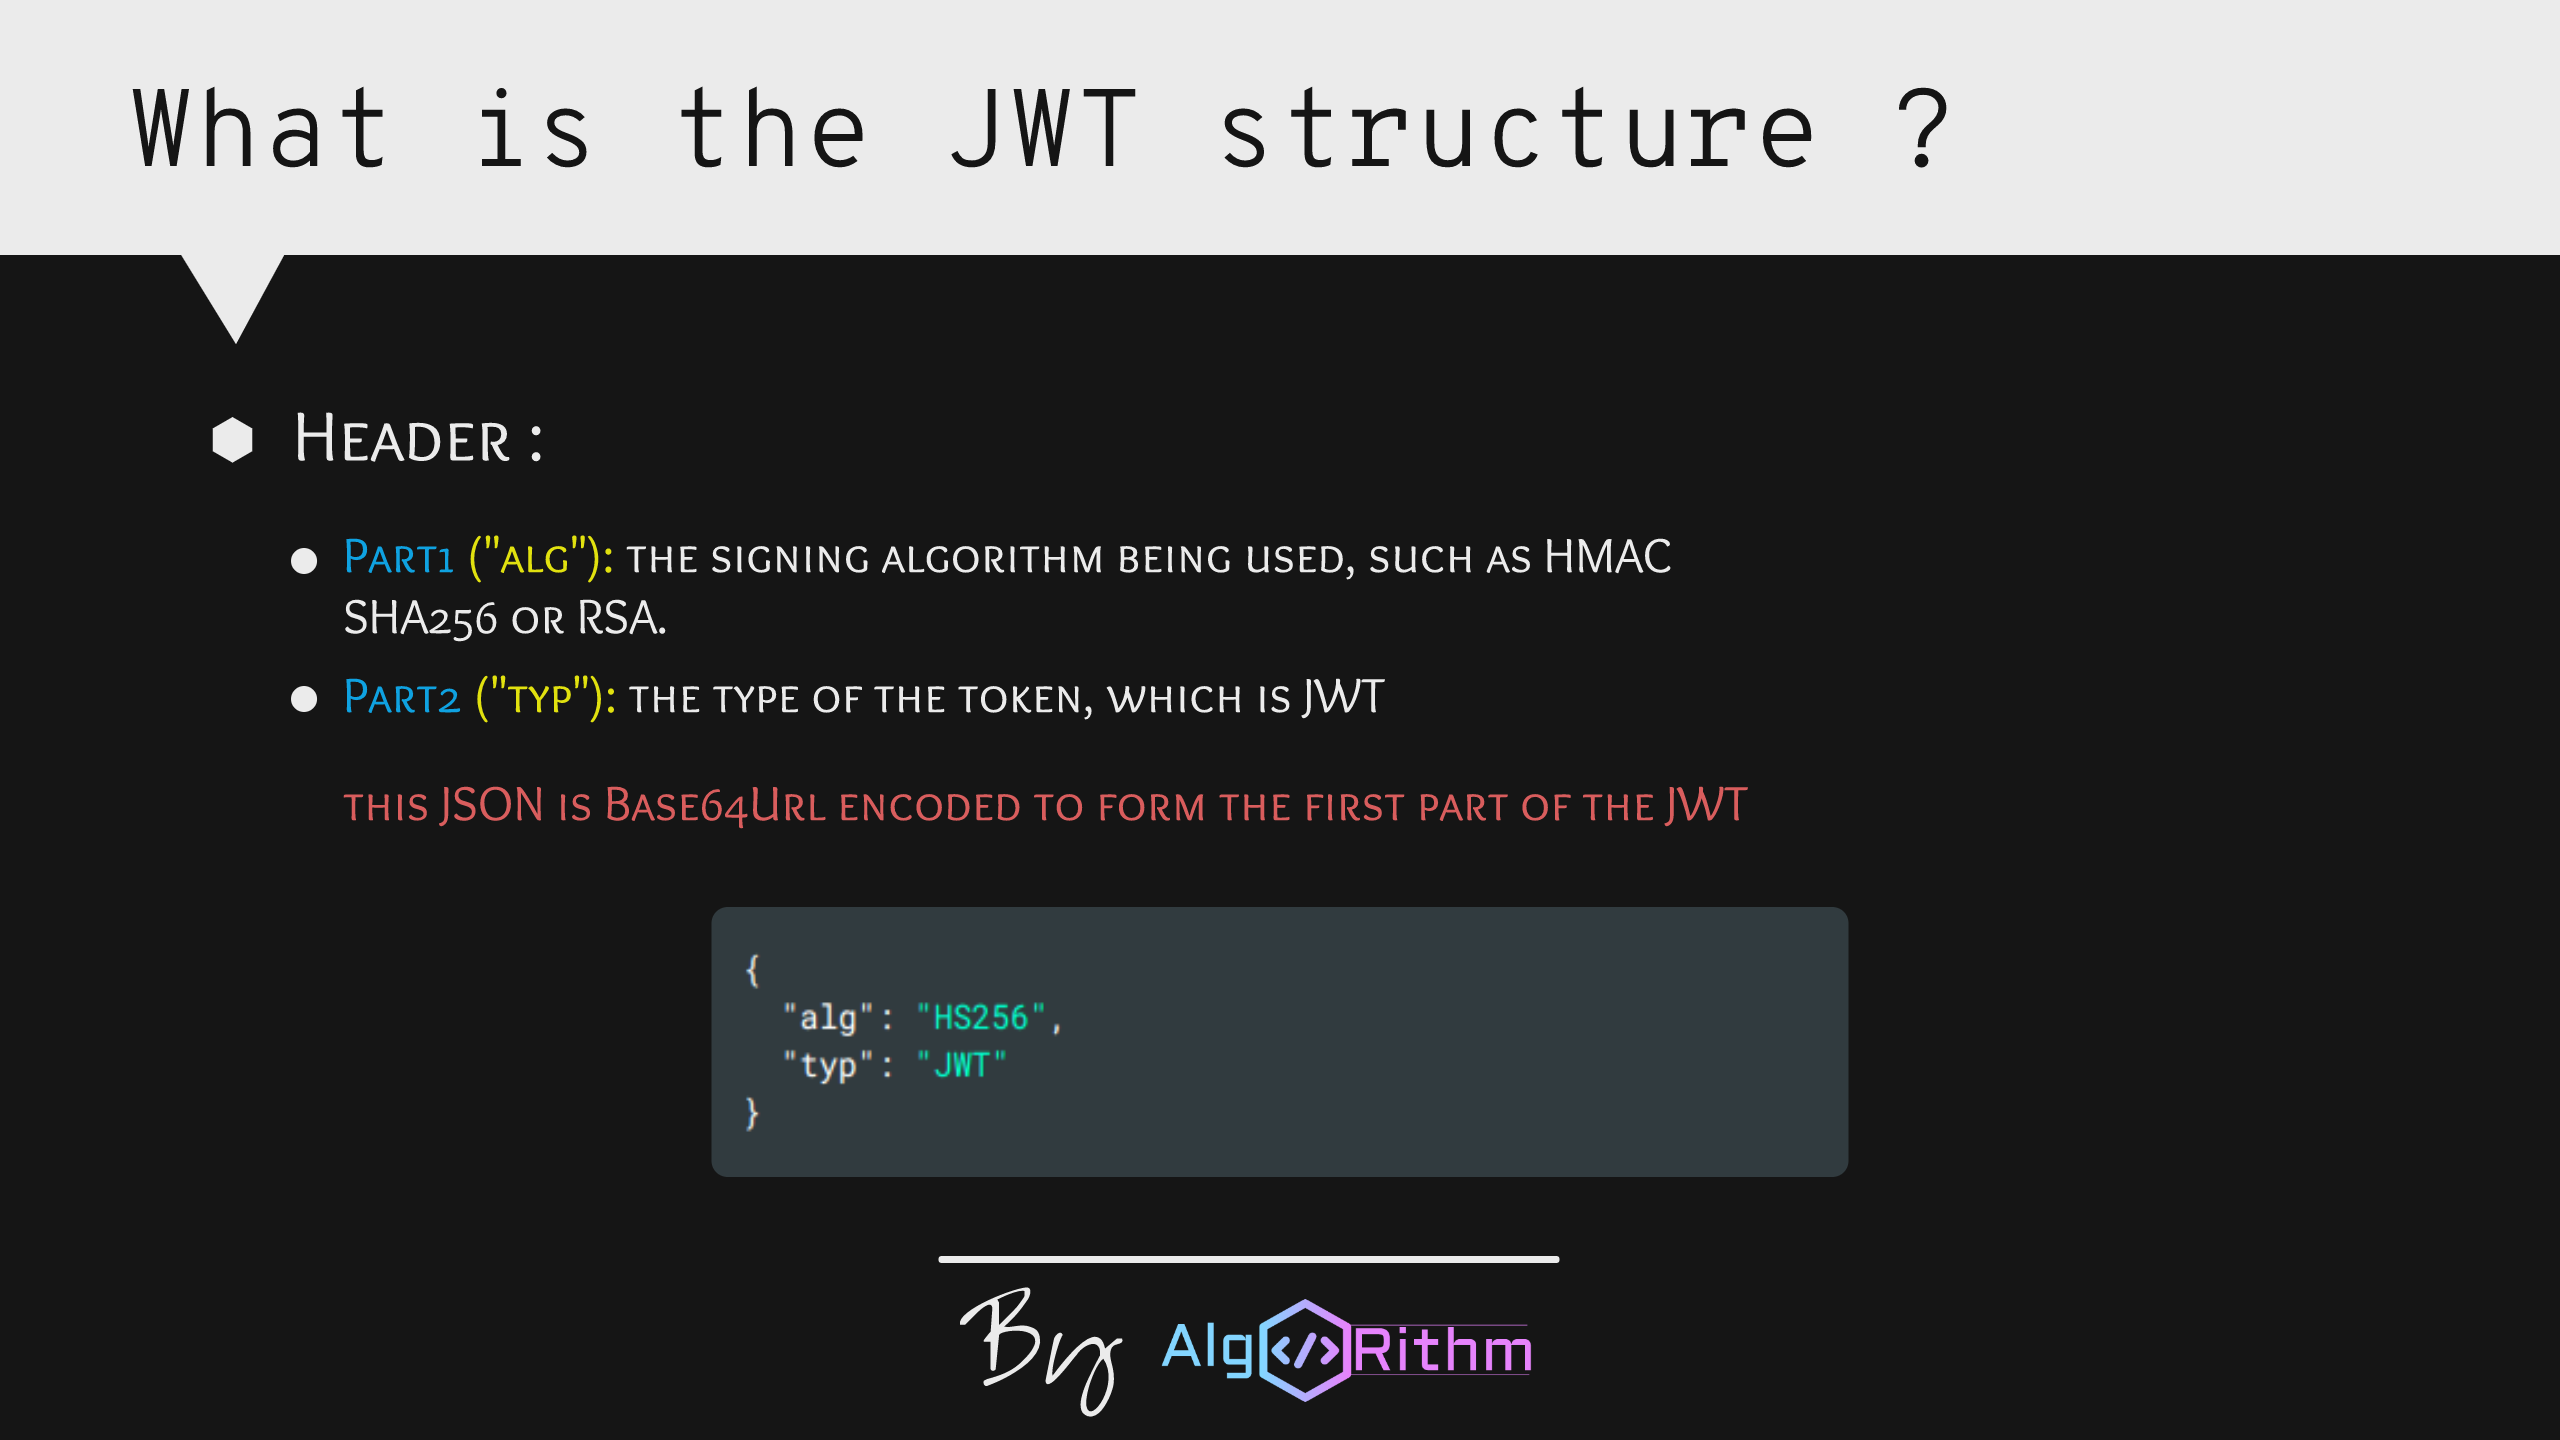 What is the JWT structure ?
Header :
Part1 ("alg"): the signing algorithm being used, such as HMAC
SHA256 or RSA.
Part2 ("typ"): the type of the token, which is JWT
this JSON is Base64Url encoded to form the first part of the JWT
{
"alg": "HS256",
"typ": "JWT"
}
By Alg</>Rithm